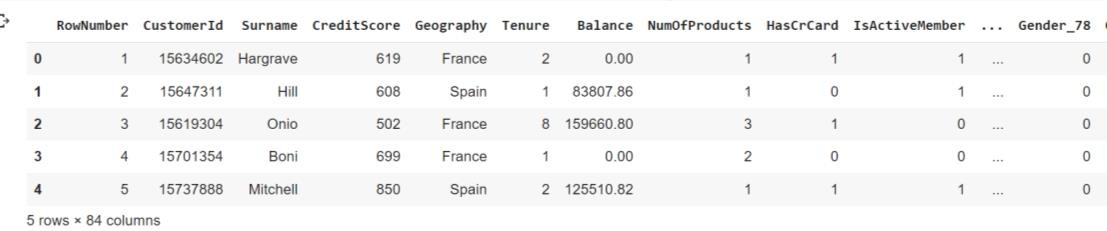 RowNumber CustomerId Surname CreditScore Geography Tenure Balance NumOfProducts HasCrCard IsActiveMember ... Gender_78
0 1 15634602 Hargrave 619 France 2 0.00 1 1 1 ... 0
1 2 15647311 Hill 608 Spain 1 83807.86 1 0 1 ... 0
2 3 15619304 Onio 502 France 8 159660.80 3 1 0 ... 0
3 4 15701354 Boni 699 France 1 0.00 2 0 0 ... 0
4 5 15737888 Mitchell 850 Spain 2 125510.82 1 1 1 ... 0
5 rows × 84 columns